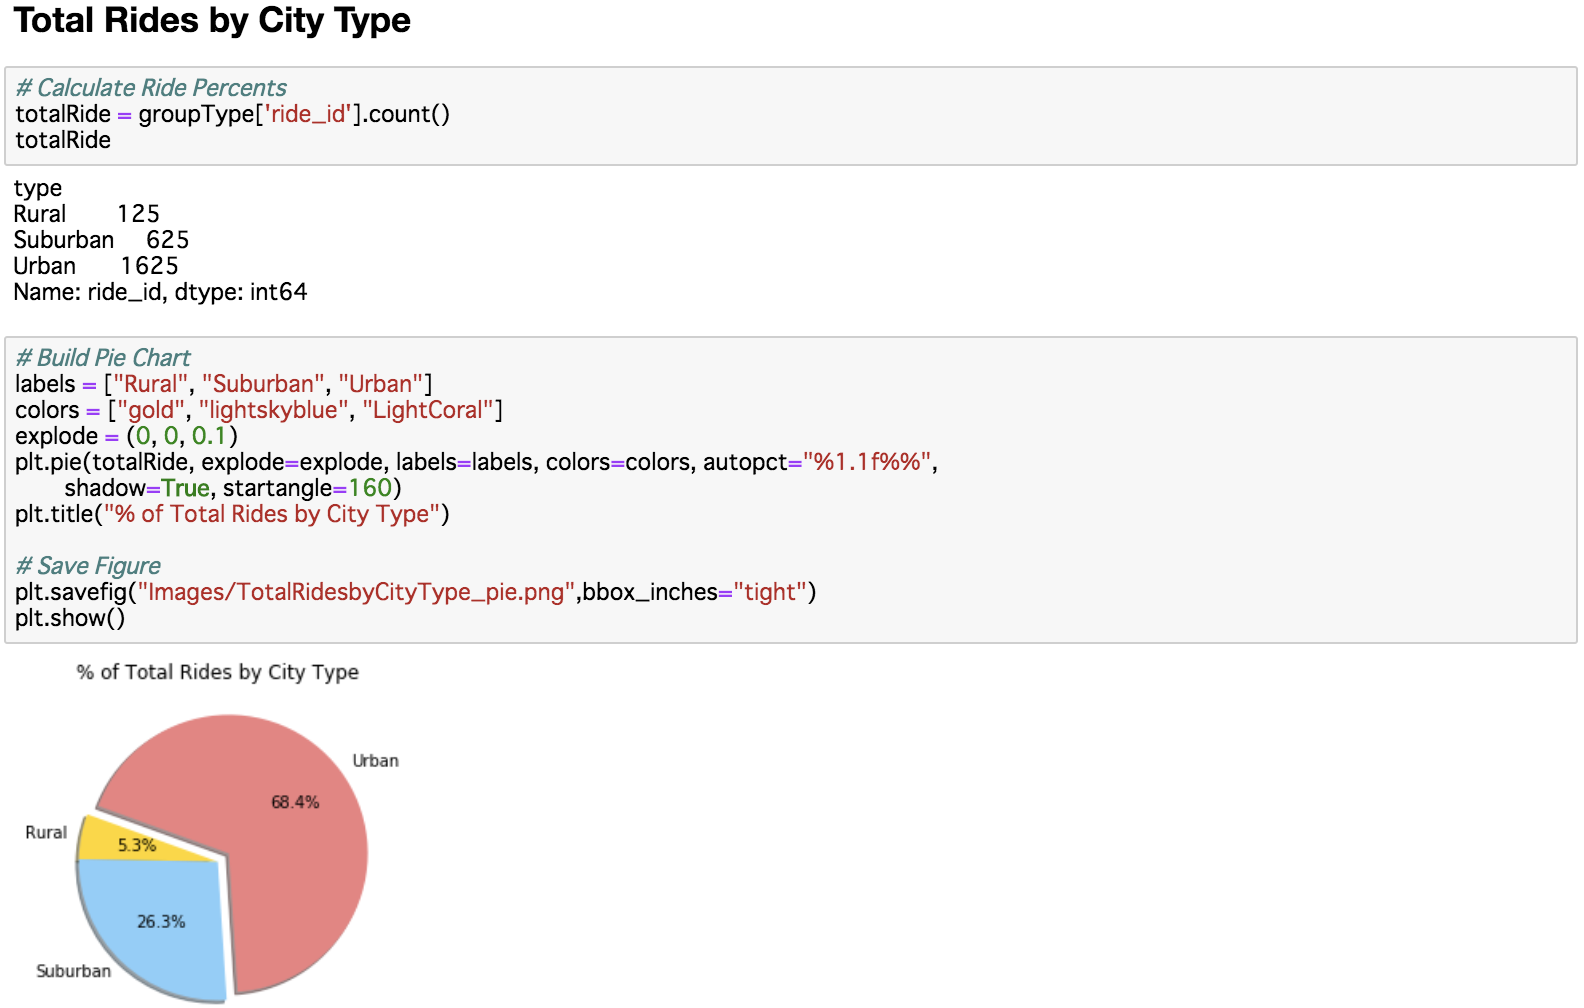 Total Rides by City Type
# Calculate Ride Percents
totalRide = groupType['ride_id'].count()
totalRide
type
Rural 125
Suburban 625
Urban 1625
Name: ride_id, dtype: int64
# Build Pie Chart
labels = ["Rural", "Suburban", "Urban"]
colors = ["gold", "lightskyblue", "LightCoral"]
explode = (0, 0, 0.1)
plt.pie(totalRide, explode=explode, labels=labels, colors=colors, autopct="%1.1f%%",
shadow=True, startangle=160)
plt.title("% of Total Rides by City Type")
# Save Figure
plt.savefig("Images/TotalRidesbyCityType_pie.png",bbox_inches="tight")
plt.show()
% of Total Rides by City Type
Urban
68.4%
Rural
5.3%
26.3%
Suburban